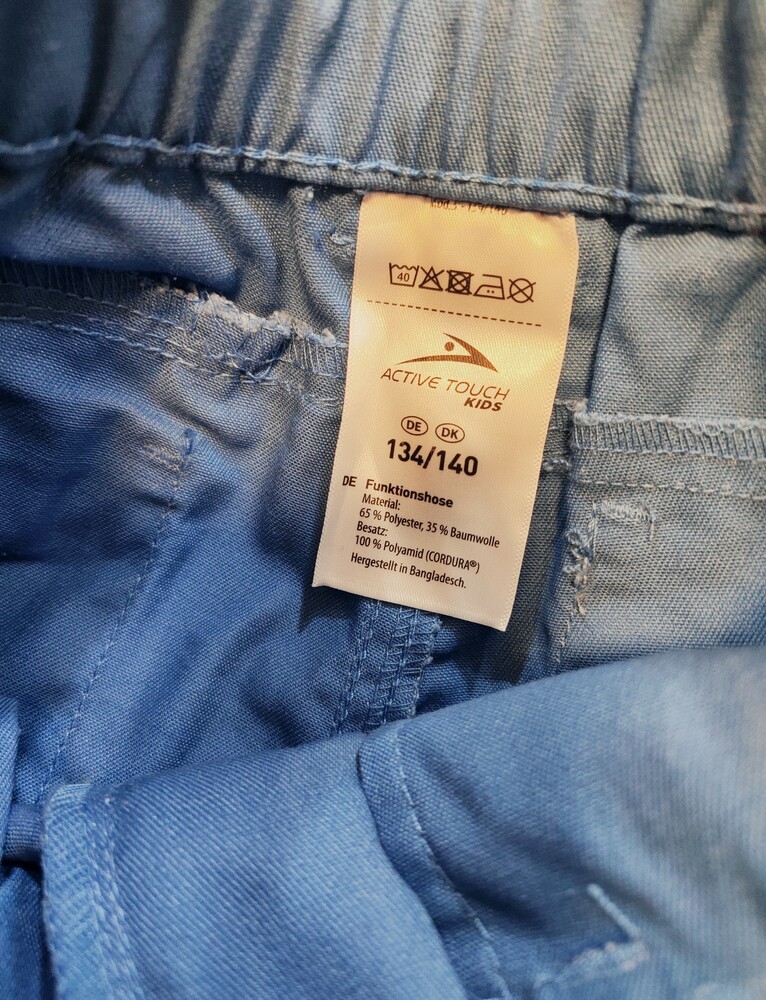 40
ACTIVE TOUCH
KIDS
DE DK
134/140
DE Funktionshose
Material:
65 % Polyester, 35 % Baumwolle
Besatz:
100 % Polyamid (CORDURA®)
Hergestellt in Bangladesch.